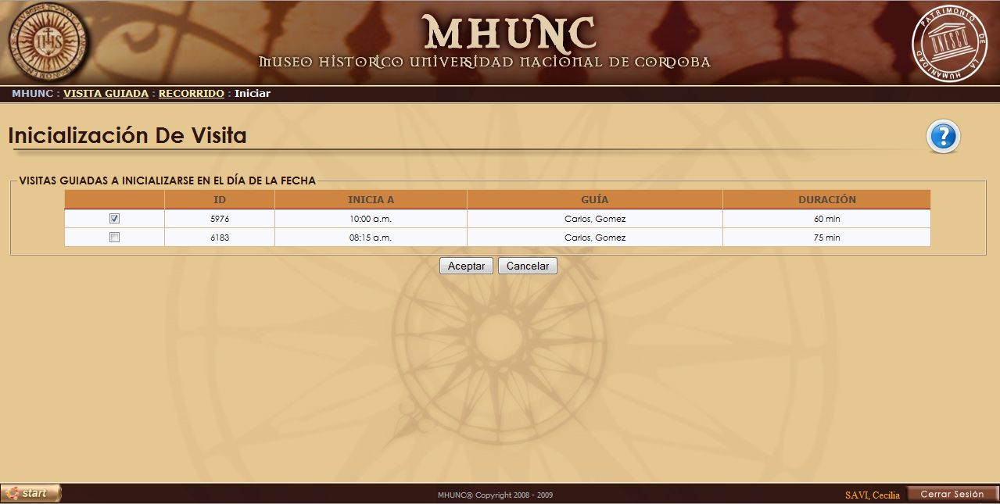 IHS
MHUNC
MUSEO HISTORICO UNIVERSIDAD NACIONAL DE CORDOBA
PATRIMONIO DE LA HUMANIDAD
UNESCO
MHUNC : VISITA GUIADA : RECORRIDO : Iniciar
Inicialización De Visita
?
VISITAS GUIADAS A INICIALIZARSE EN EL DÍA DE LA FECHA
ID INICIA A GUÍA DURACIÓN
5976 10:00 a.m. Carlos, Gomez 60 min
6183 08:15 a.m. Carlos, Gomez 75 min
Aceptar Cancelar
start MHUNC® Copyright 2008 - 2009 SAVI, Cecilia Cerrar Sesión